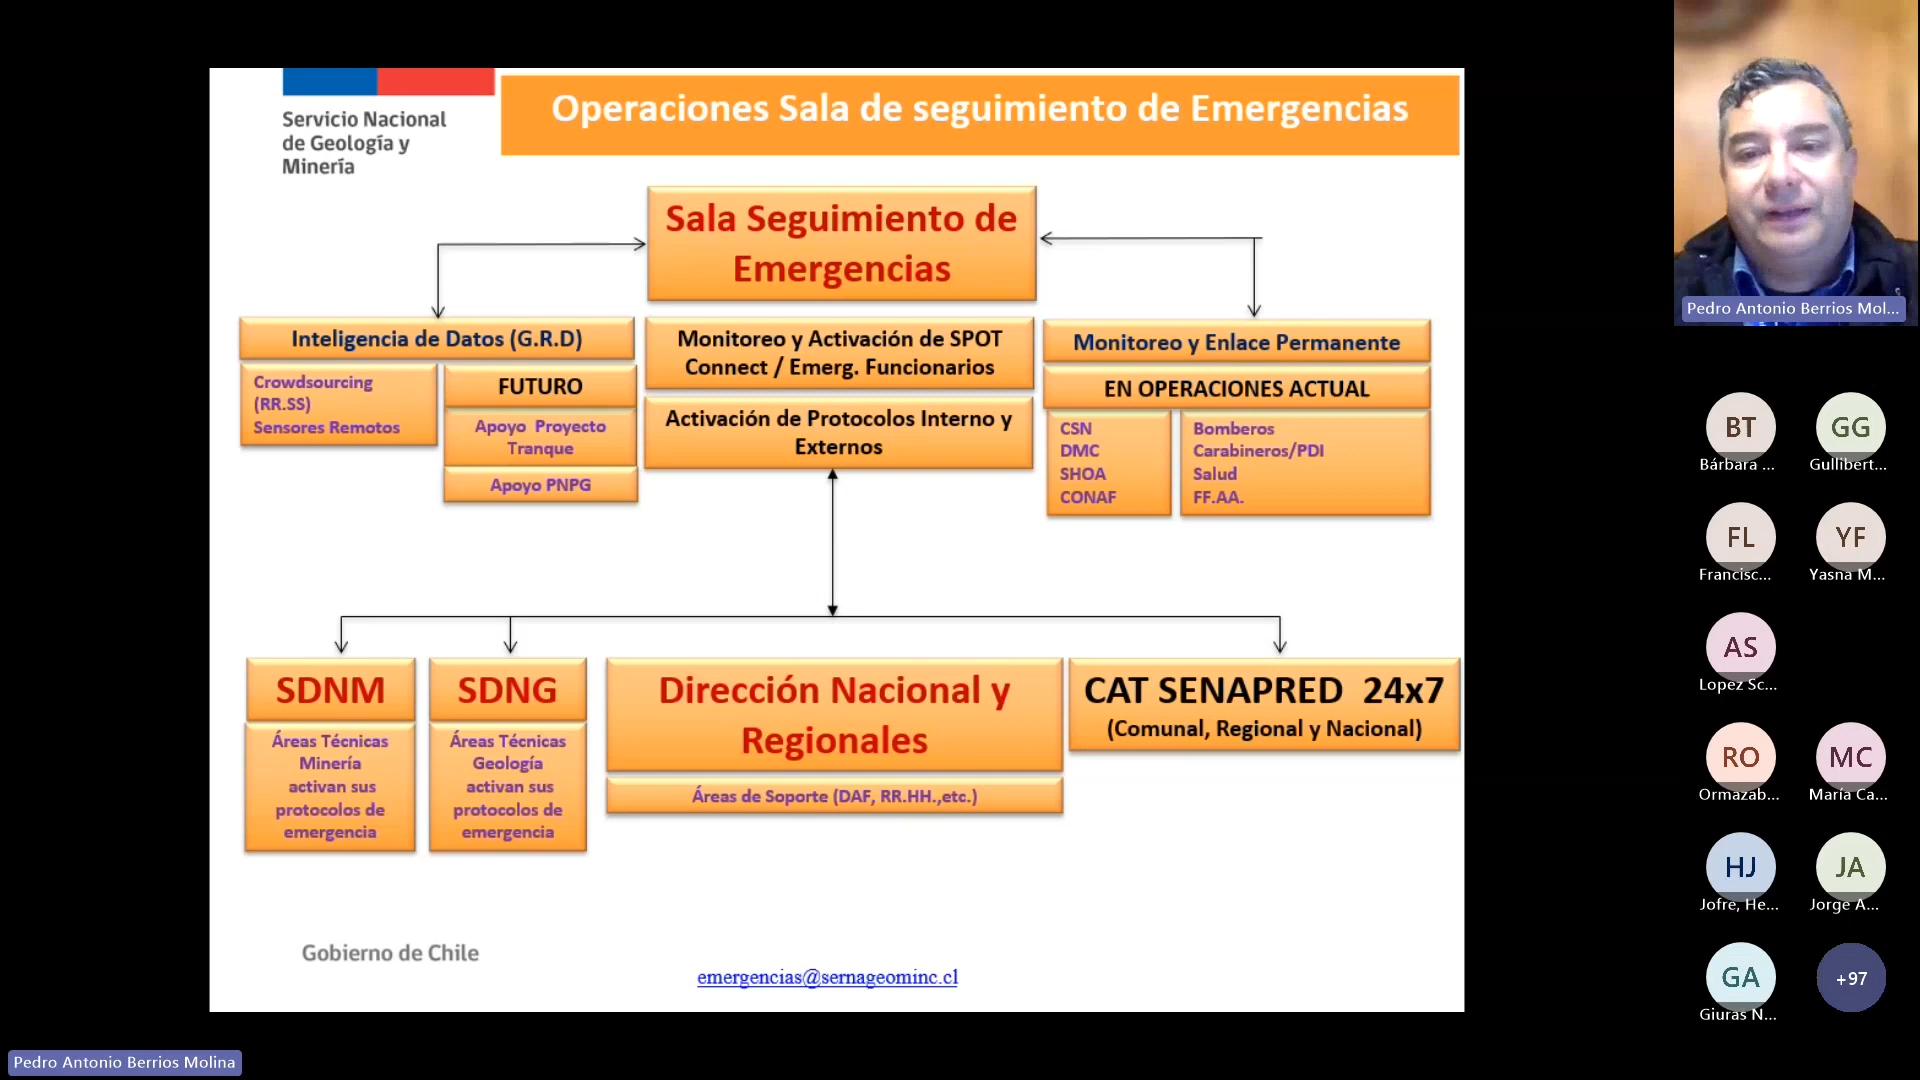 Servicio Nacional
de Geología y
Minería
Operaciones Sala de seguimiento de Emergencias
Sala Seguimiento de
Emergencias
Inteligencia de Datos (G.R.D)
Crowdsourcing
(RR.SS)
Sensores Remotos
FUTURO
Apoyo Proyecto
Tranque
Apoyo PNPG
Monitoreo y Activación de SPOT
Connect / Emerg. Funcionarios
Activación de Protocolos Interno y
Externos
Monitoreo y Enlace Permanente
EN OPERACIONES ACTUAL
CSN
DMC
SHOA
CONAF
Bomberos
Carabineros/PDI
Salud
FF.AA.
SDNM
Áreas Técnicas
Minería
activan sus
protocolos de
emergencia
SDNG
Áreas Técnicas
Geología
activan sus
protocolos de
emergencia
Dirección Nacional y
Regionales
Áreas de Soporte (DAF, RR.HH.,etc.)
CAT SENAPRED 24x7
(Comunal, Regional y Nacional)
Gobierno de Chile
emergencias@sernageominc.cl
Pedro Antonio Berrios Mol...
BT
Bárbara ...
GG
Gullibert...
FL
Francisc...
YF
Yasna M...
AS
Lopez Sc...
RO
Ormazab...
MC
María Ca...
HJ
Jofre, He...
JA
Jorge A...
GA
Giuras N...
+97
Pedro Antonio Berrios Molina